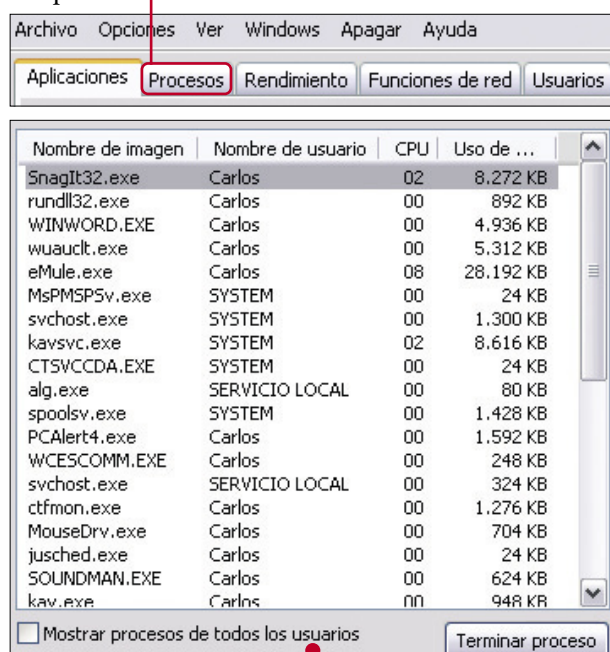 Archivo Opciones Ver Windows Apagar Ayuda
Aplicaciones Procesos Rendimiento Funciones de red Usuarios
Nombre de imagen Nombre de usuario CPU Uso de ...
SnagIt32.exe Carlos 02 8.272 KB
rundll32.exe Carlos 00 892 KB
WINWORD.EXE Carlos 00 4.936 KB
wuauclt.exe Carlos 00 5.312 KB
eMule.exe Carlos 08 28.192 KB
MsPMSPSv.exe SYSTEM 00 24 KB
svchost.exe SYSTEM 00 1.300 KB
kavsvc.exe SYSTEM 02 8.616 KB
CTSVCCDA.EXE SYSTEM 00 24 KB
alg.exe SERVICIO LOCAL 00 80 KB
spoolsv.exe SYSTEM 00 1.428 KB
PCAlert4.exe Carlos 00 1.592 KB
WCESCOMM.EXE Carlos 00 248 KB
svchost.exe SERVICIO LOCAL 00 324 KB
ctfmon.exe Carlos 00 1.276 KB
MouseDrv.exe Carlos 00 704 KB
jusched.exe Carlos 00 24 KB
SOUNDMAN.EXE Carlos 00 624 KB
kav.exe Carlos 00 948 KB
Mostrar procesos de todos los usuarios Terminar proceso